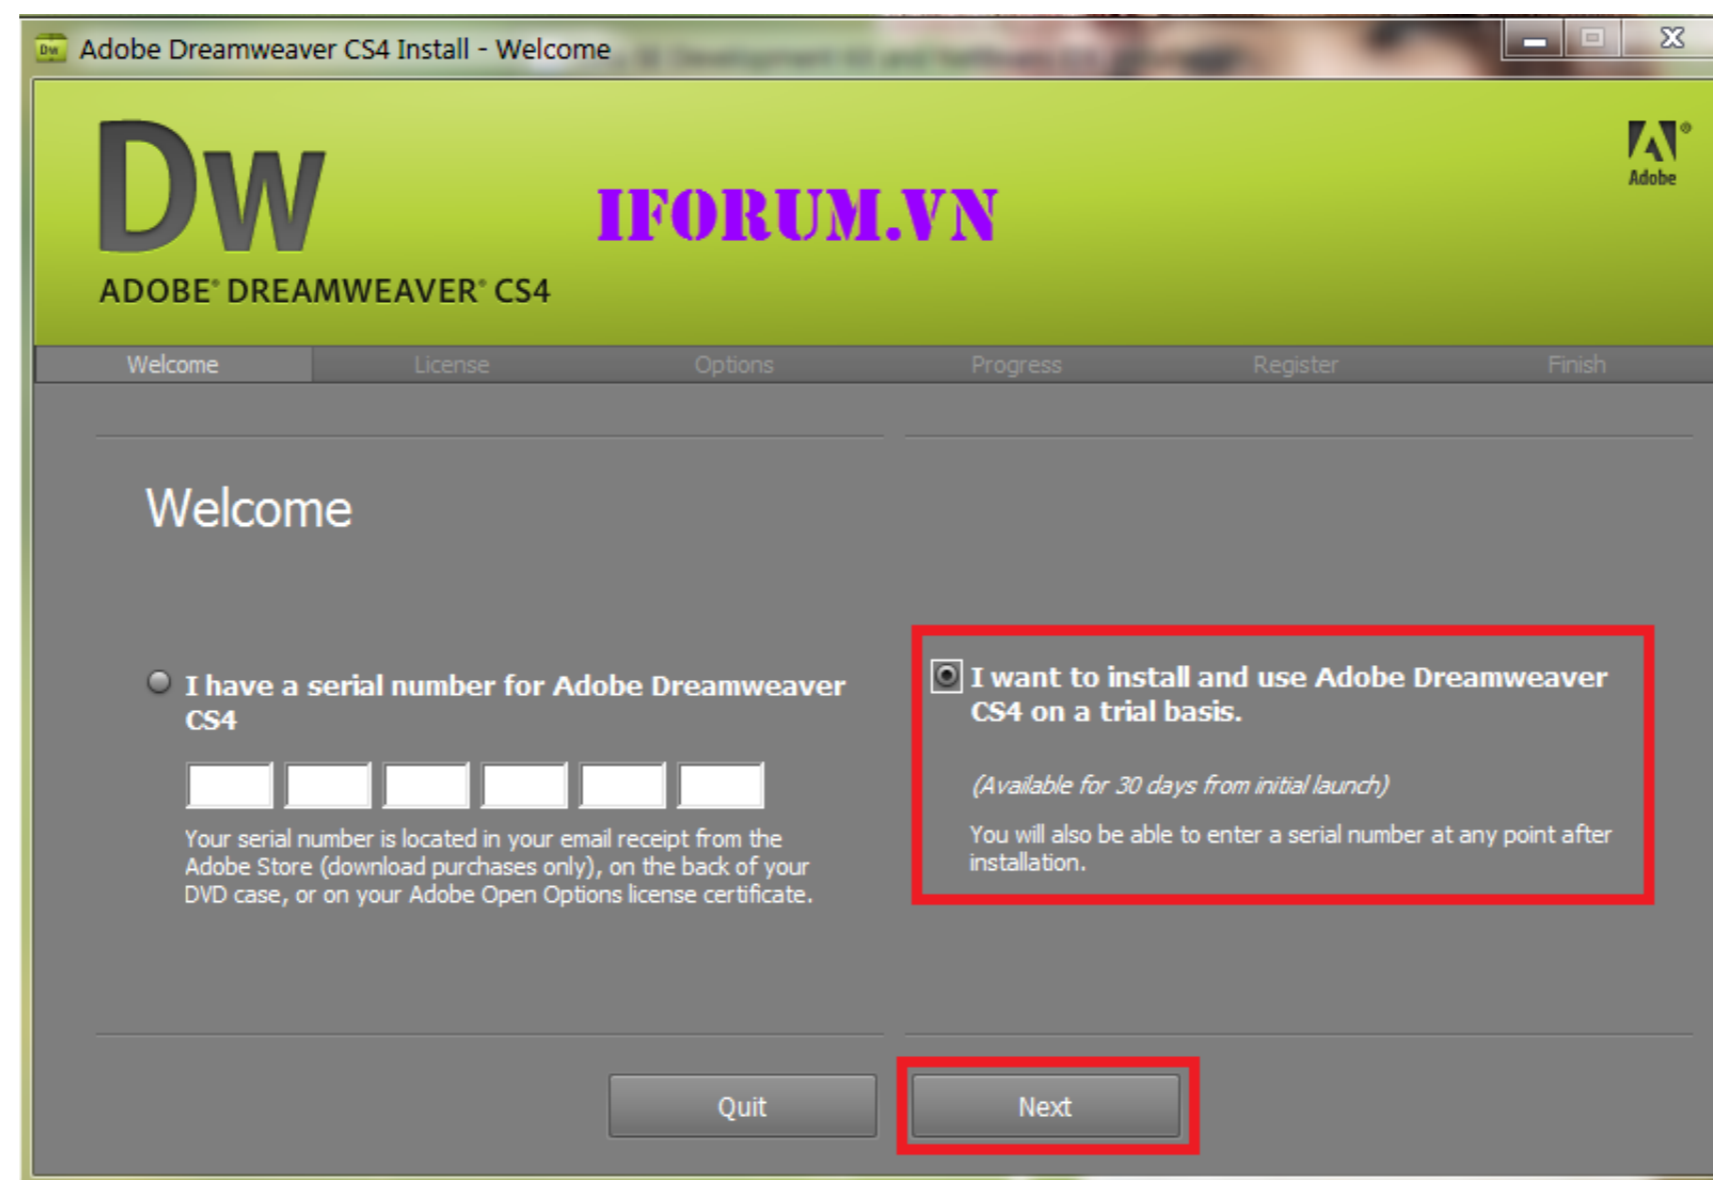 Dw Adobe Dreamweaver CS4 Install - Welcome
Dw
Adobe
IFORUM.VN
ADOBE® DREAMWEAVER® CS4
Welcome License Options Progress Register Finish
Welcome
I have a serial number for Adobe Dreamweaver
CS4
Your serial number is located in your email receipt from the
Adobe Store (download purchases only), on the back of your
DVD case, or on your Adobe Open Options license certificate.
I want to install and use Adobe Dreamweaver
CS4 on a trial basis.
(Available for 30 days from initial launch)
You will also be able to enter a serial number at any point after
installation.
Quit Next